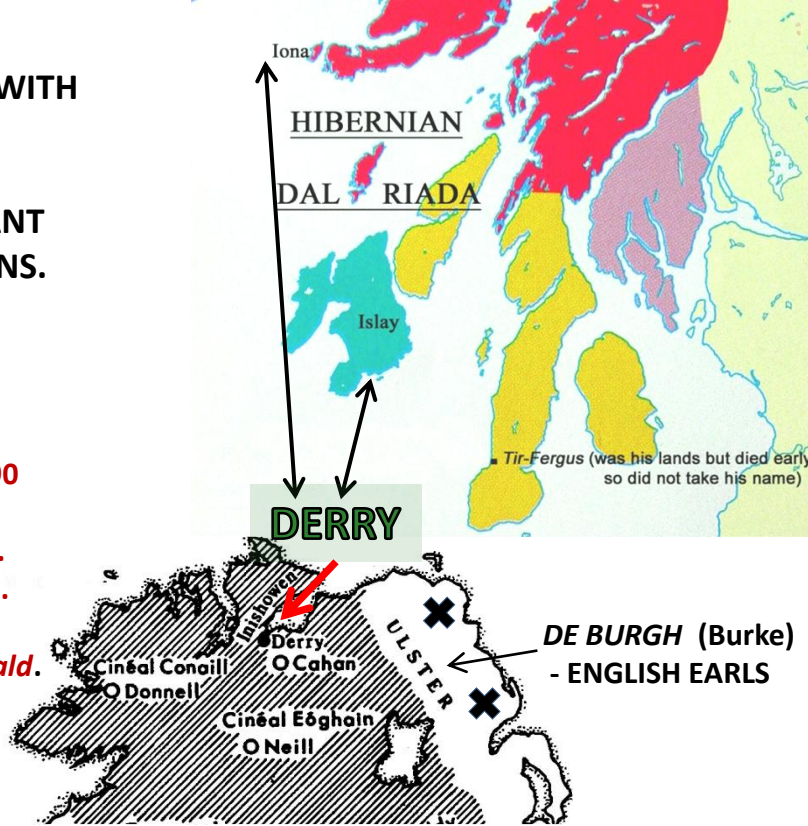 WITH
ANT
NS.
00
.
.
ald.
Iona
HIBERNIAN
DAL RIADA
Islay
Tir-Fergus (was his lands but died early
so did not take his name)
DERRY
Inishowen
Derry
O Cahan
Cinéal Conaill
O Donnell
Cinéal Eóghain
O Neill
ULSTER
DE BURGH (Burke)
- ENGLISH EARLS